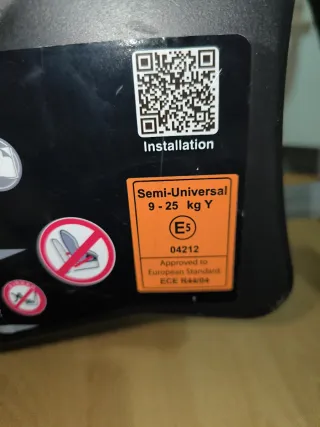 Installation
Semi-Universal
9 - 25 kg Y
E5
04212
Approved to
European Standard
ECE R44/04